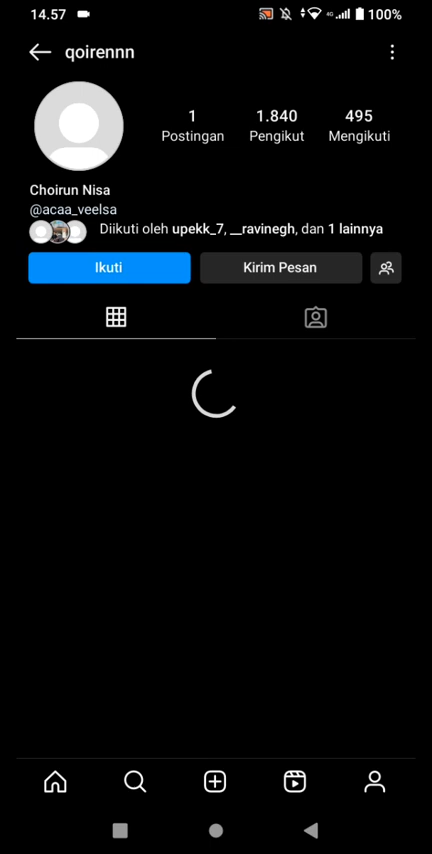 14.57
4G
100%
qoirennn
1 1.840 495
Postingan Pengikut Mengikuti
Choirun Nisa
@acaa_veelsa
Diikuti oleh upekk_7, __ravinegh, dan 1 lainnya
Ikuti Kirim Pesan